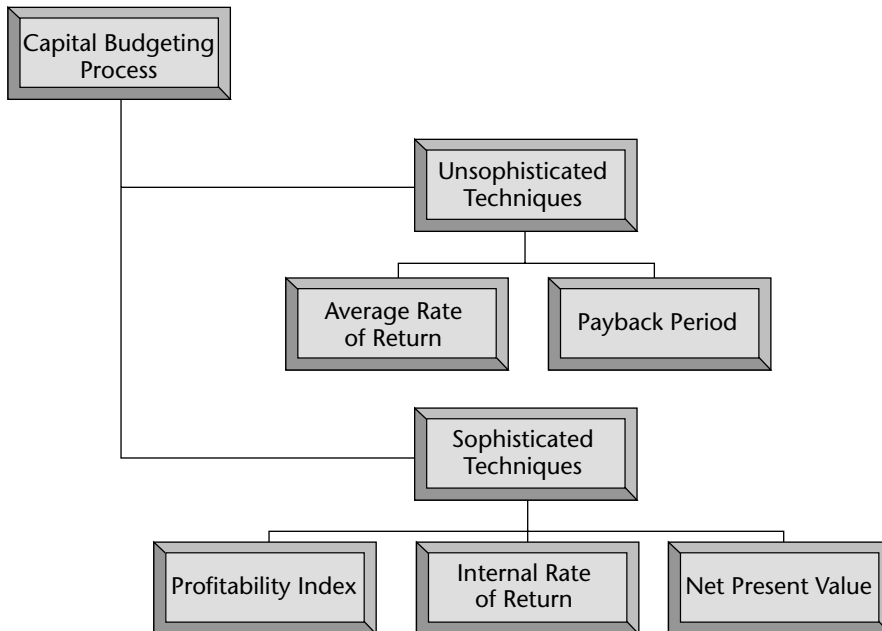 Capital Budgeting
Process
Unsophisticated
Techniques
Average Rate
of Return
Payback Period
Sophisticated
Techniques
Profitability Index
Internal Rate
of Return
Net Present Value